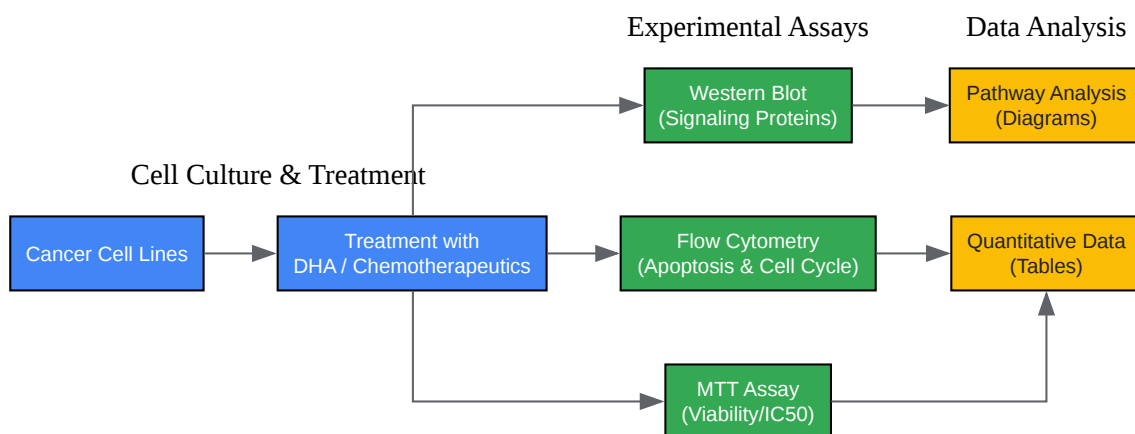 Experimental Assays
Data Analysis
Western Blot
(Signaling Proteins)
Pathway Analysis
(Diagrams)
Cell Culture & Treatment
Cancer Cell Lines
Treatment with
DHA / Chemotherapeutics
Flow Cytometry
(Apoptosis & Cell Cycle)
Quantitative Data
(Tables)
MTT Assay
(Viability/IC50)